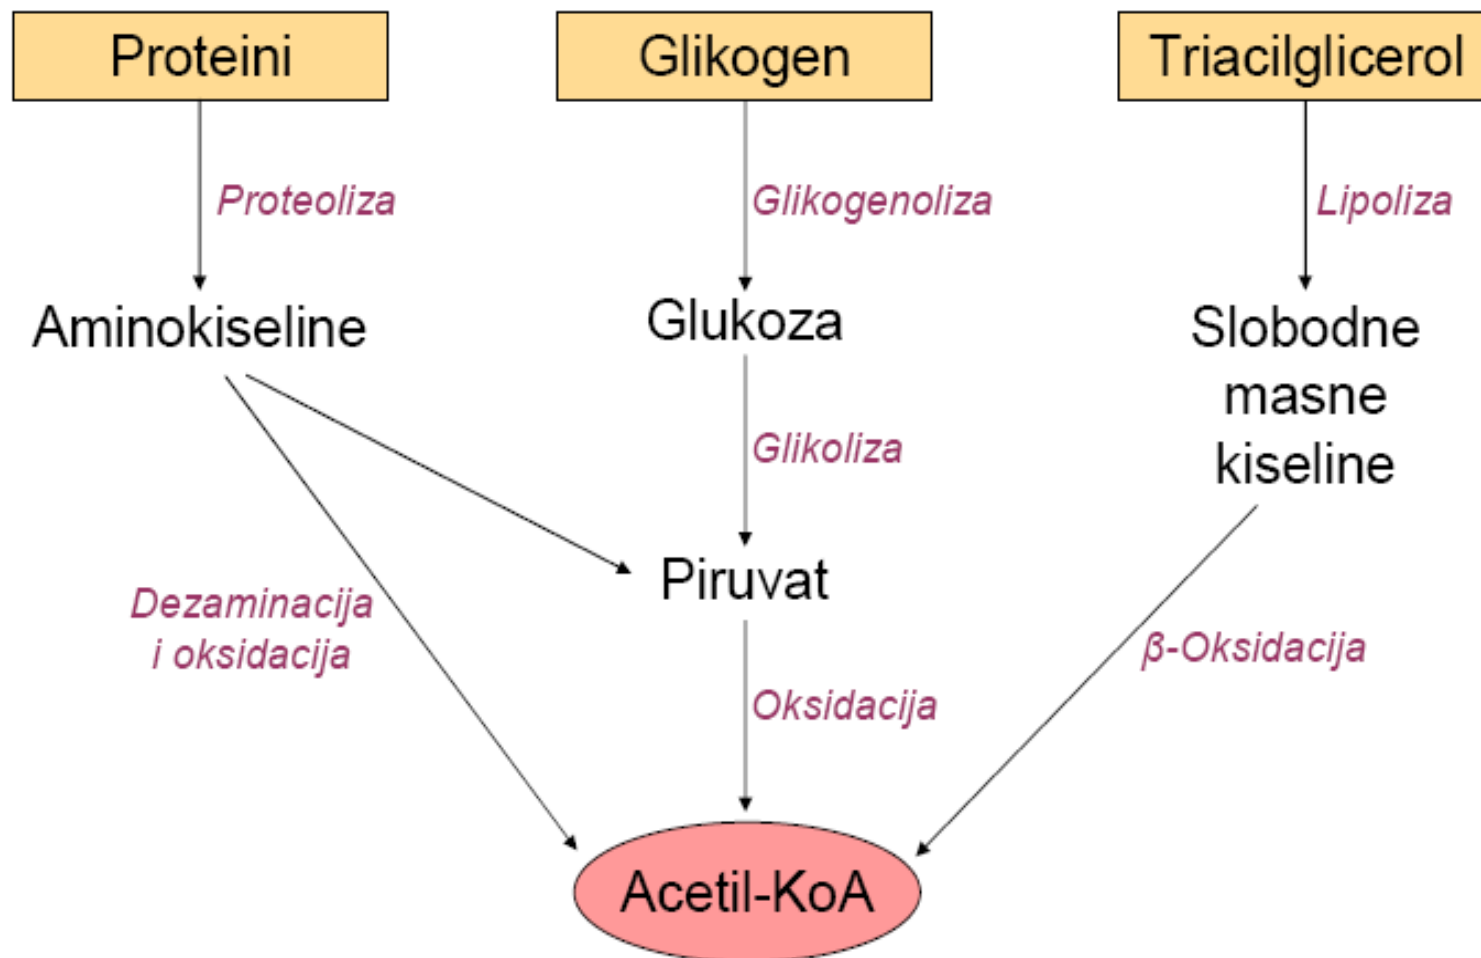 Proteini
Glikogen
Triacilglicerol
Proteoliza
Glikogenoliza
Lipoliza
Aminokiseline
Glukoza
Slobodne
masne
kiseline
Glikoliza
Piruvat
Dezaminacija
i oksidacija
β-Oksidacija
Oksidacija
Acetil-KoA